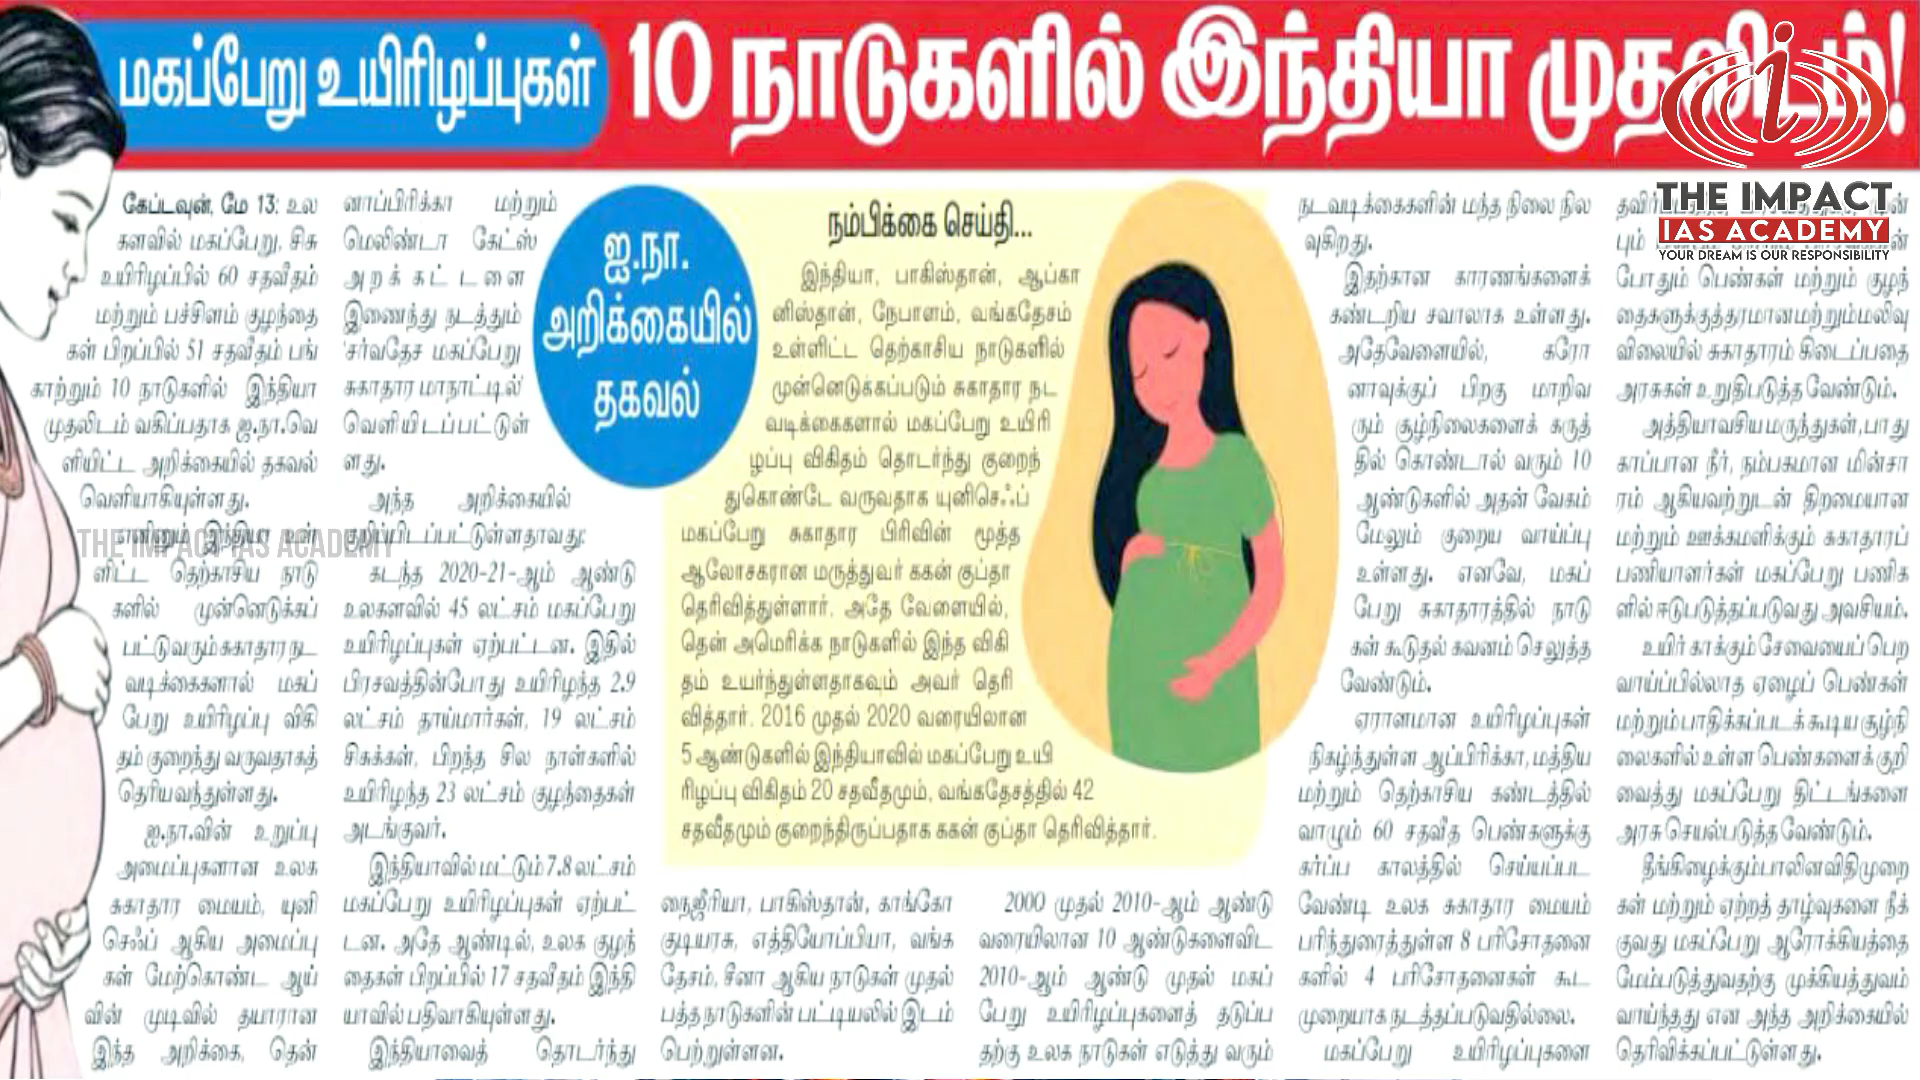 மகப்பேறு உயிரிழப்புகள்
10 நாடுகளில் இந்தியா முதலிடம்!
THE IMPACT
IAS ACADEMY
YOUR DREAM IS OUR RESPONSIBILITY
கேப்டவுன், மே 13: உல
களவில் மகப்பேறு, சிசு
உயிரிழப்பில் 60 சதவீதம்
மற்றும் பச்சிளம் குழந்தை
கள் பிறப்பில் 51 சதவீதம் பங்
காற்றும் 10 நாடுகளில் இந்தியா
முதலிடம் வகிப்பதாக ஐ.நா.வெ
ளியிட்ட அறிக்கையில் தகவல்
வெளியாகியுள்ளது.
எனினும் இந்தியா உள்
ளிட்ட தெற்காசிய நாடு
களில் முன்னெடுக்கப்
பட்டுவரும் சுகாதார நட
வடிக்கைகளால் மகப்
பேறு உயிரிழப்பு விகி
தம் குறைந்து வருவதாகத்
தெரியவந்துள்ளது.
ஐ.நா.வின் உறுப்பு
அமைப்புகளான உலக
சுகாதார மையம், யுனி
செஃப் ஆகிய அமைப்பு
கள் மேற்கொண்ட ஆய்
வின் முடிவில் தயாரான
இந்த அறிக்கை, தென்
THE IMPACT IAS ACADEMY
னாப்பிரிக்கா மற்றும்
மெலிண்டா கேட்ஸ்
அறக் கட்டளை
இணைந்து நடத்தும்
'சர்வதேச மகப்பேறு
சுகாதார மாநாட்டில்'
வெளியிடப்பட்டுள்
ளது.
அந்த அறிக்கையில்
குறிப்பிடப்பட்டுள்ளதாவது:
கடந்த 2020-21-ஆம் ஆண்டு
உலகளவில் 45 லட்சம் மகப்பேறு
உயிரிழப்புகள் ஏற்பட்டன. இதில்
பிரசவத்தின்போது உயிரிழந்த 2.9
லட்சம் தாய்மார்கள், 19 லட்சம்
சிசுக்கள், பிறந்த சில நாள்களில்
உயிரிழந்த 23 லட்சம் குழந்தைகள்
அடங்குவர்.
இந்தியாவில் மட்டும் 7.8 லட்சம்
மகப்பேறு உயிரிழப்புகள் ஏற்பட்
டன. அதே ஆண்டில், உலக குழந்
தைகள் பிறப்பில் 17 சதவீதம் இந்தி
யாவில் பதிவாகியுள்ளது.
இந்தியாவைத் தொடர்ந்து
ஐ.நா.
அறிக்கையில்
தகவல்
நம்பிக்கை செய்தி...
இந்தியா, பாகிஸ்தான், ஆப்கா
னிஸ்தான், நேபாளம், வங்கதேசம்
உள்ளிட்ட தெற்காசிய நாடுகளில்
முன்னெடுக்கப்படும் சுகாதார நட
வடிக்கைகளால் மகப்பேறு உயிரி
ழப்பு விகிதம் தொடர்ந்து குறைந்
துகொண்டே வருவதாக யுனிசெஃப்
மகப்பேறு சுகாதார பிரிவின் மூத்த
ஆலோசகரான மருத்துவர் ககன் குப்தா
தெரிவித்துள்ளார். அதே வேளையில்,
தென் அமெரிக்க நாடுகளில் இந்த விகி
தம் உயர்ந்துள்ளதாகவும் அவர் தெரி
வித்தார். 2016 முதல் 2020 வரையிலான
5 ஆண்டுகளில் இந்தியாவில் மகப்பேறு உயி
ரிழப்பு விகிதம் 20 சதவீதமும், வங்கதேசத்தில் 42
சதவீதமும் குறைந்திருப்பதாக ககன் குப்தா தெரிவித்தார்.
நைஜீரியா, பாகிஸ்தான், காங்கோ
குடியரசு, எத்தியோப்பியா, வங்க
தேசம், சீனா ஆகிய நாடுகள் முதல்
பத்த நாடுகளின் பட்டியலில் இடம்
பெற்றுள்ளன.
2000 முதல் 2010-ஆம் ஆண்டு
வரையிலான 10 ஆண்டுகளைவிட
2010-ஆம் ஆண்டு முதல் மகப்
பேறு உயிரிழப்புகளைத் தடுப்ப
தற்கு உலக நாடுகள் எடுத்து வரும்
நடவடிக்கைகளின் மந்த நிலை நில
வுகிறது.
இதற்கான காரணங்களைக்
கண்டறிய சவாலாக உள்ளது.
அதேவேளையில், கரோ
னாவுக்குப் பிறகு மாறிவ
ரும் சூழ்நிலைகளைக் கருத்
தில் கொண்டால் வரும் 10
ஆண்டுகளில் அதன் வேகம்
மேலும் குறைய வாய்ப்பு
உள்ளது. எனவே, மகப்
பேறு சுகாதாரத்தில் நாடு
கள் கூடுதல் கவனம் செலுத்த
வேண்டும்.
ஏராளமான உயிரிழப்புகள்
நிகழ்ந்துள்ள ஆப்பிரிக்கா, மத்திய
மற்றும் தெற்காசிய கண்டத்தில்
வாழும் 60 சதவீத பெண்களுக்கு
கர்ப்ப காலத்தில் செய்யப்பட
வேண்டி உலக சுகாதார மையம்
பரிந்துரைத்துள்ள 8 பரிசோதனை
களில் 4 பரிசோதனைகள் கூட
முறையாக நடத்தப்படுவதில்லை.
மகப்பேறு உயிரிழப்புகளை
போதும் பெண்கள் மற்றும் குழந்
தைகளுக்குத் தரமான மற்றும் மலிவு
விலையில் சுகாதாரம் கிடைப்பதை
அரசுகள் உறுதிபடுத்த வேண்டும்.
அத்தியாவசிய மருந்துகள், பாது
காப்பான நீர், நம்பகமான மின்சா
ரம் ஆகியவற்றுடன் திறமையான
மற்றும் ஊக்கமளிக்கும் சுகாதாரப்
பணியாளர்கள் மகப்பேறு பணிக
ளில் ஈடுபடுத்தப்படுவது அவசியம்.
உயிர் காக்கும் சேவையைப் பெற
வாய்ப்பில்லாத ஏழைப் பெண்கள்
மற்றும் பாதிக்கப்படக்கூடிய சூழ்நி
லைகளில் உள்ள பெண்களைக் குறி
வைத்து மகப்பேறு திட்டங்களை
அரசு செயல்படுத்த வேண்டும்.
தீங்கிழைக்கும் பாலின விதிமுறை
கள் மற்றும் ஏற்றத் தாழ்வுகளை நீக்
குவது மகப்பேறு ஆரோக்கியத்தை
மேம்படுத்துவதற்கு முக்கியத்துவம்
வாய்ந்தது என அந்த அறிக்கையில்
தெரிவிக்கப்பட்டுள்ளது.